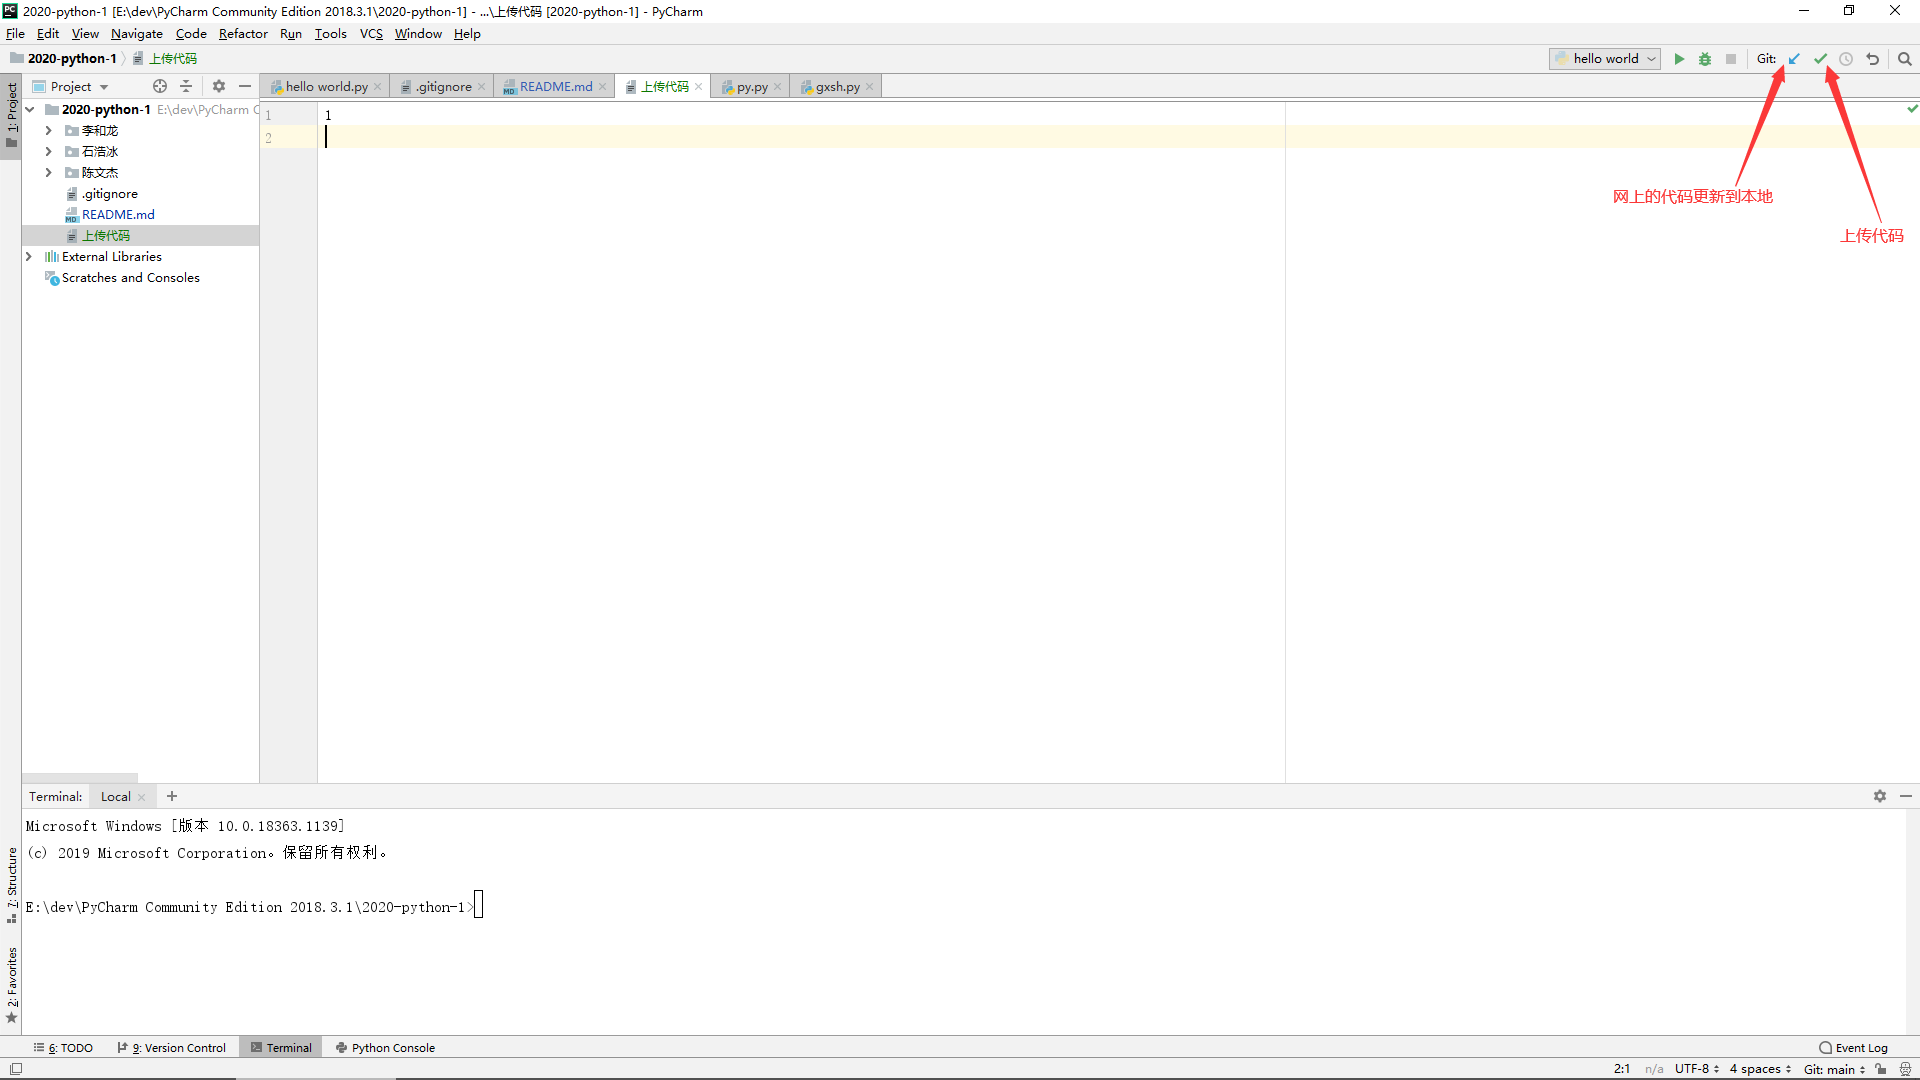 2020-python-1 [E:\dev\PyCharm Community Edition 2018.3.1\2020-python-1] - ...\上传代码 [2020-python-1] - PyCharm
File Edit View Navigate Code Refactor Run Tools VCS Window Help
2020-python-1 上传代码 hello world Git:
Project hello world.py .gitignore README.md 上传代码 py.py gxsh.py
1: Project
2020-python-1 E:\dev\PyCharm C
李和龙
石浩冰
陈文杰
.gitignore
README.md
上传代码
External Libraries
Scratches and Consoles
1 1
2
网上的代码更新到本地
上传代码
Terminal: Local
Microsoft Windows [版本 10.0.18363.1139]
(c) 2019 Microsoft Corporation。保留所有权利。
E:\dev\PyCharm Community Edition 2018.3.1\2020-python-1>
7: Structure
2: Favorites
6: TODO 9: Version Control Terminal Python Console Event Log
2:1 n/a UTF-8 4 spaces Git: main